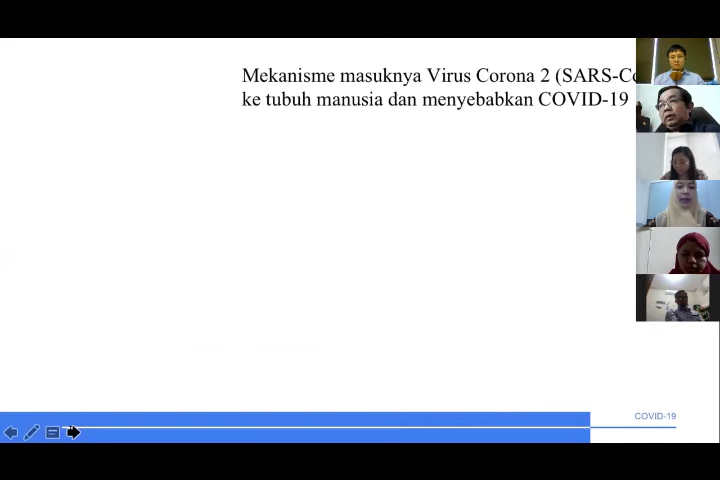 Mekanisme masuknya Virus Corona 2 (SARS-Co
ke tubuh manusia dan menyebabkan COVID-19
COVID-19